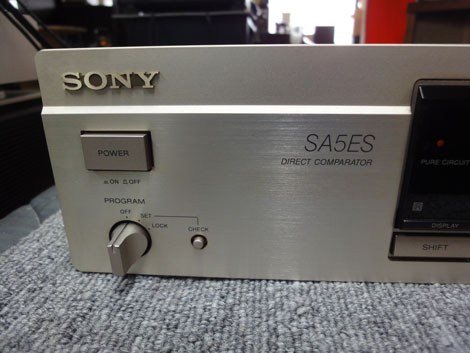 SONY
POWER
ON OFF
PROGRAM
OFF
SET
LOCK
CHECK
SA5ES
DIRECT COMPARATOR
PURE CIRCUIT
DISPLAY
SHIFT